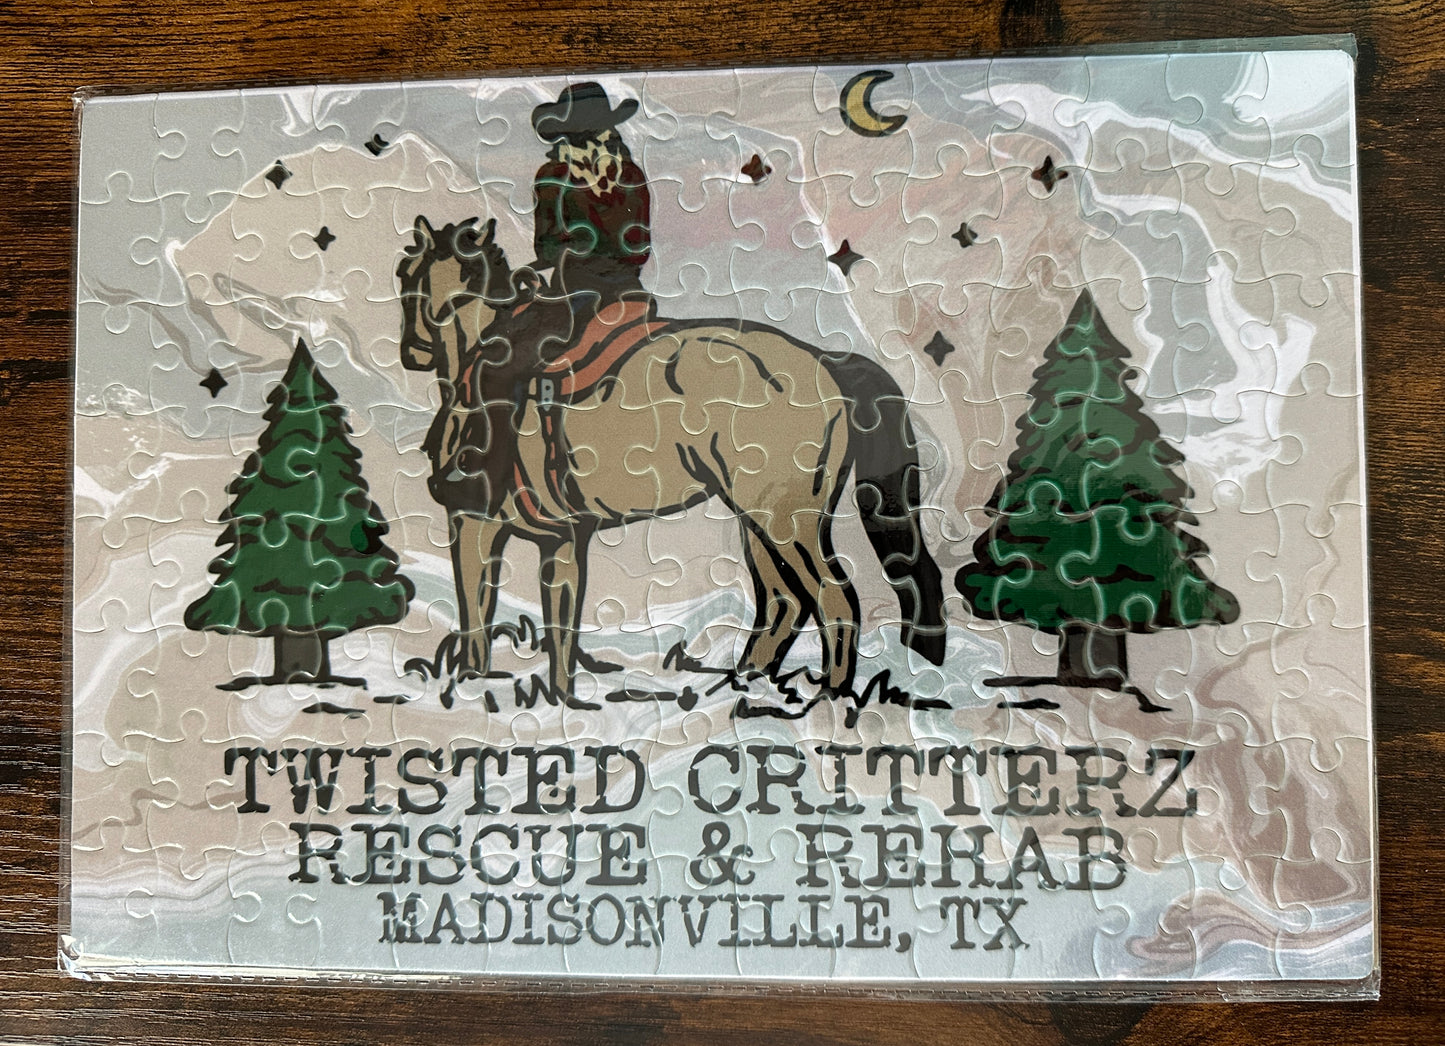 TWISTED CRITTERZ
RESCUE & REHAB
MADISONVILLE, TX